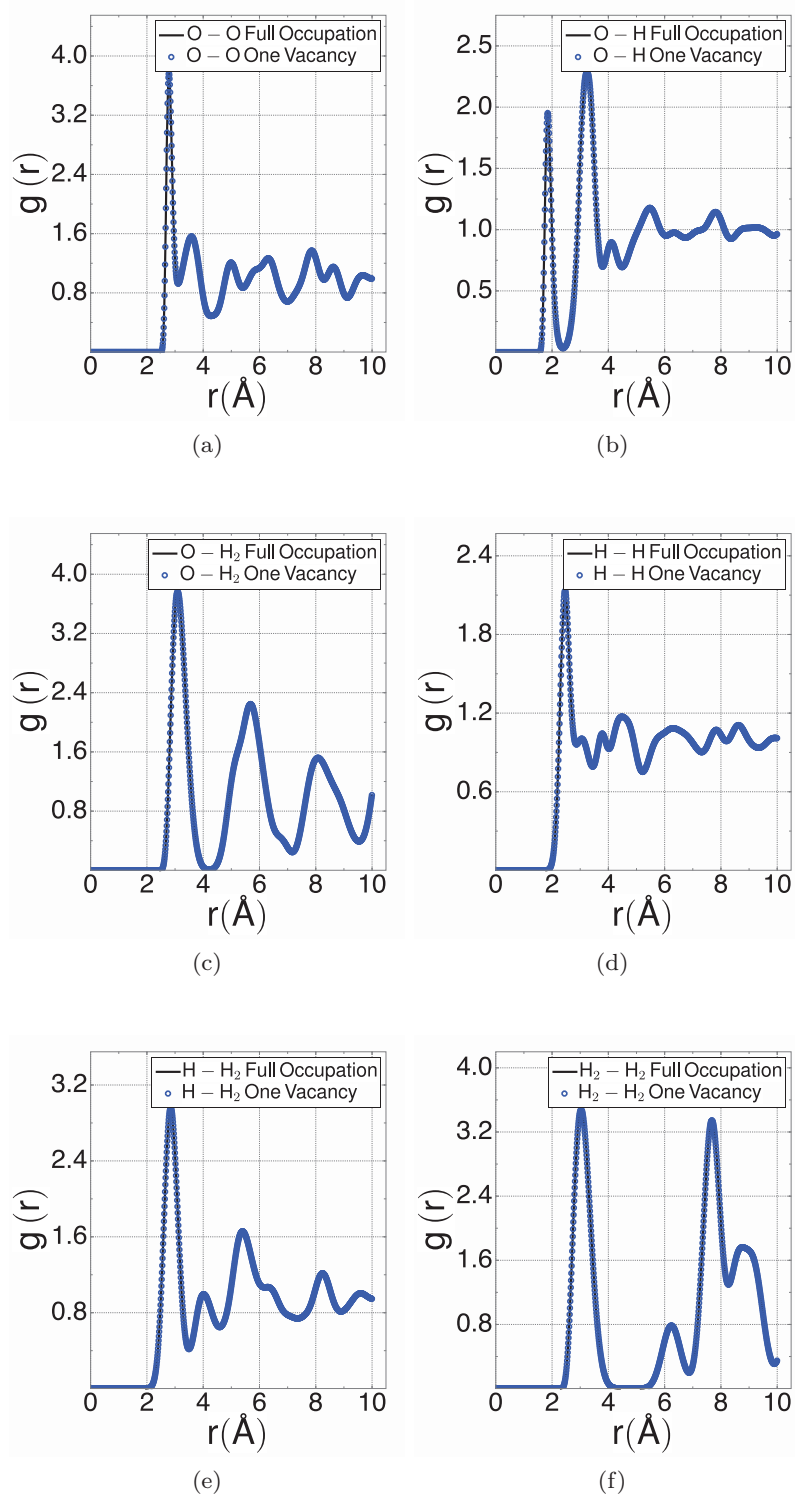 O – O Full Occupation
O – O One Vacancy
4.0
3.2
2.4
1.6
0.8
g (r)
0 2 4 6 8 10
r(Å)
(a)
O – H Full Occupation
O – H One Vacancy
2.5
2.0
1.5
1.0
0.5
g (r)
0 2 4 6 8 10
r(Å)
(b)
O – H₂ Full Occupation
O – H₂ One Vacancy
4.0
3.2
2.4
1.6
0.8
g (r)
0 2 4 6 8 10
r(Å)
(c)
H – H Full Occupation
H – H One Vacancy
2.4
1.8
1.2
0.6
g (r)
0 2 4 6 8 10
r(Å)
(d)
H – H₂ Full Occupation
H – H₂ One Vacancy
3.2
2.4
1.6
0.8
g (r)
0 2 4 6 8 10
r(Å)
(e)
H₂ – H₂ Full Occupation
H₂ – H₂ One Vacancy
4.0
3.2
2.4
1.6
0.8
g (r)
0 2 4 6 8 10
r(Å)
(f)